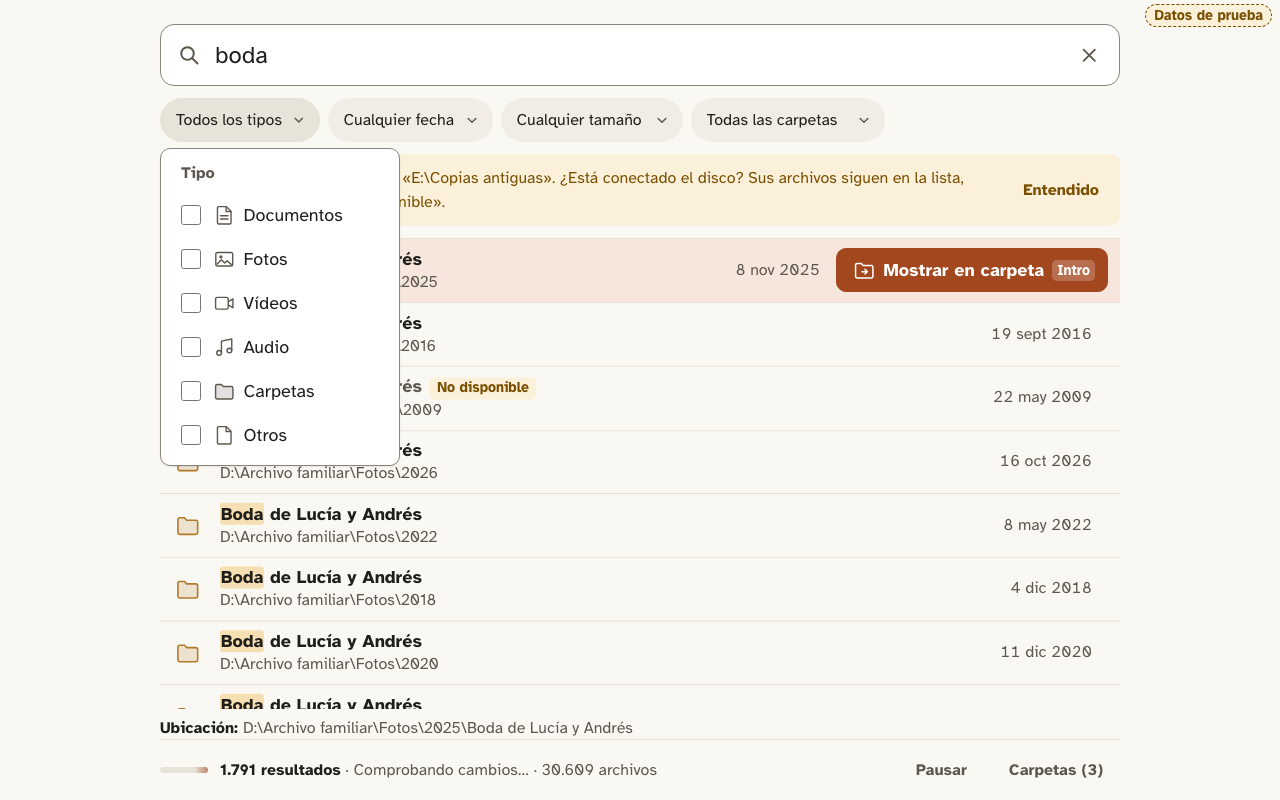 Datos de prueba
boda
Todos los tipos
Cualquier fecha
Cualquier tamaño
Todas las carpetas
Tipo
Documentos
Fotos
Vídeos
Audio
Carpetas
Otros
«E:\Copias antiguas». ¿Está conectado el disco? Sus archivos siguen en la lista,
nible».
Entendido
rés
2025
8 nov 2025
Mostrar en carpeta Intro
rés
2016
19 sept 2016
rés No disponible
\2009
22 may 2009
rés
D:\Archivo familiar\Fotos\2026
16 oct 2026
Boda de Lucía y Andrés
D:\Archivo familiar\Fotos\2022
8 may 2022
Boda de Lucía y Andrés
D:\Archivo familiar\Fotos\2018
4 dic 2018
Boda de Lucía y Andrés
D:\Archivo familiar\Fotos\2020
11 dic 2020
Boda de Lucía y Andrés
Ubicación: D:\Archivo familiar\Fotos\2025\Boda de Lucía y Andrés
1.791 resultados · Comprobando cambios… · 30.609 archivos
Pausar
Carpetas (3)